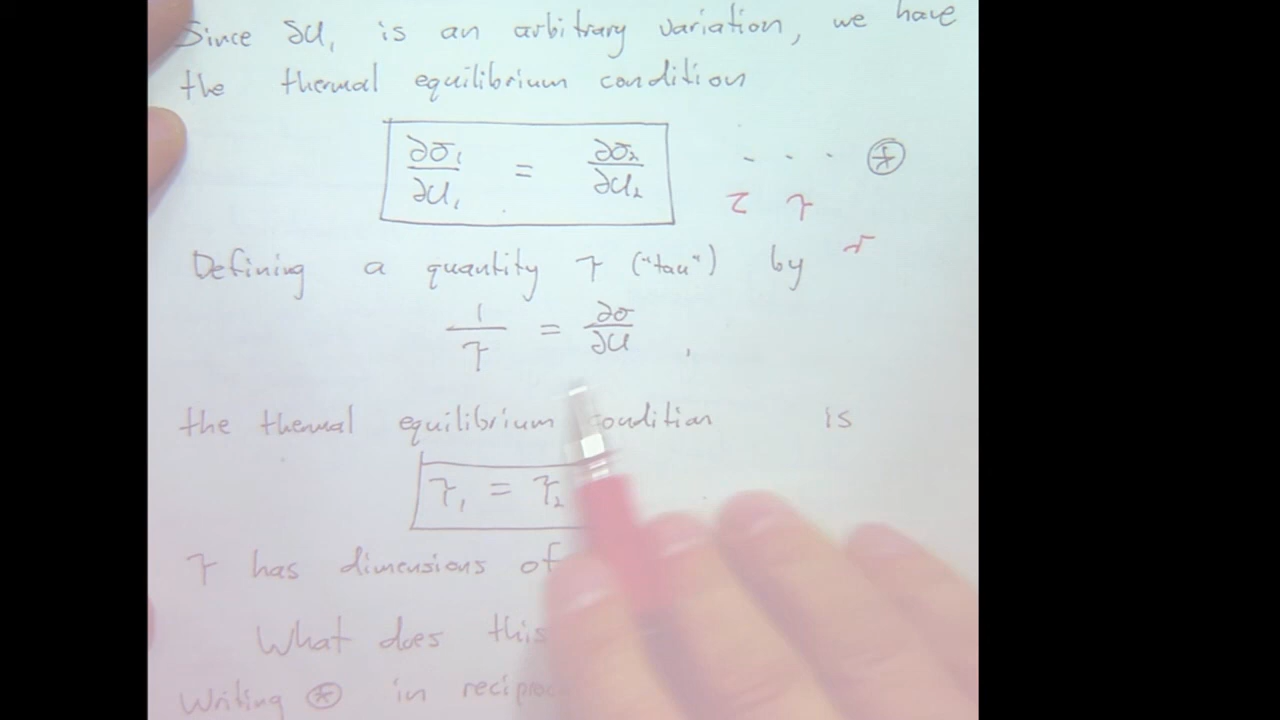 Since ∂U₁ is an arbitrary variation, we have
the thermal equilibrium condition
∂σ₁/∂U₁ = ∂σ₂/∂U₂ . . . ⊛
τ τ
Defining a quantity τ ("tau") by τ
1/τ = ∂σ/∂U ,
the thermal equilibrium condition is
τ₁ = τ₂
τ has dimensions of
What does this
Writing ⊛ in